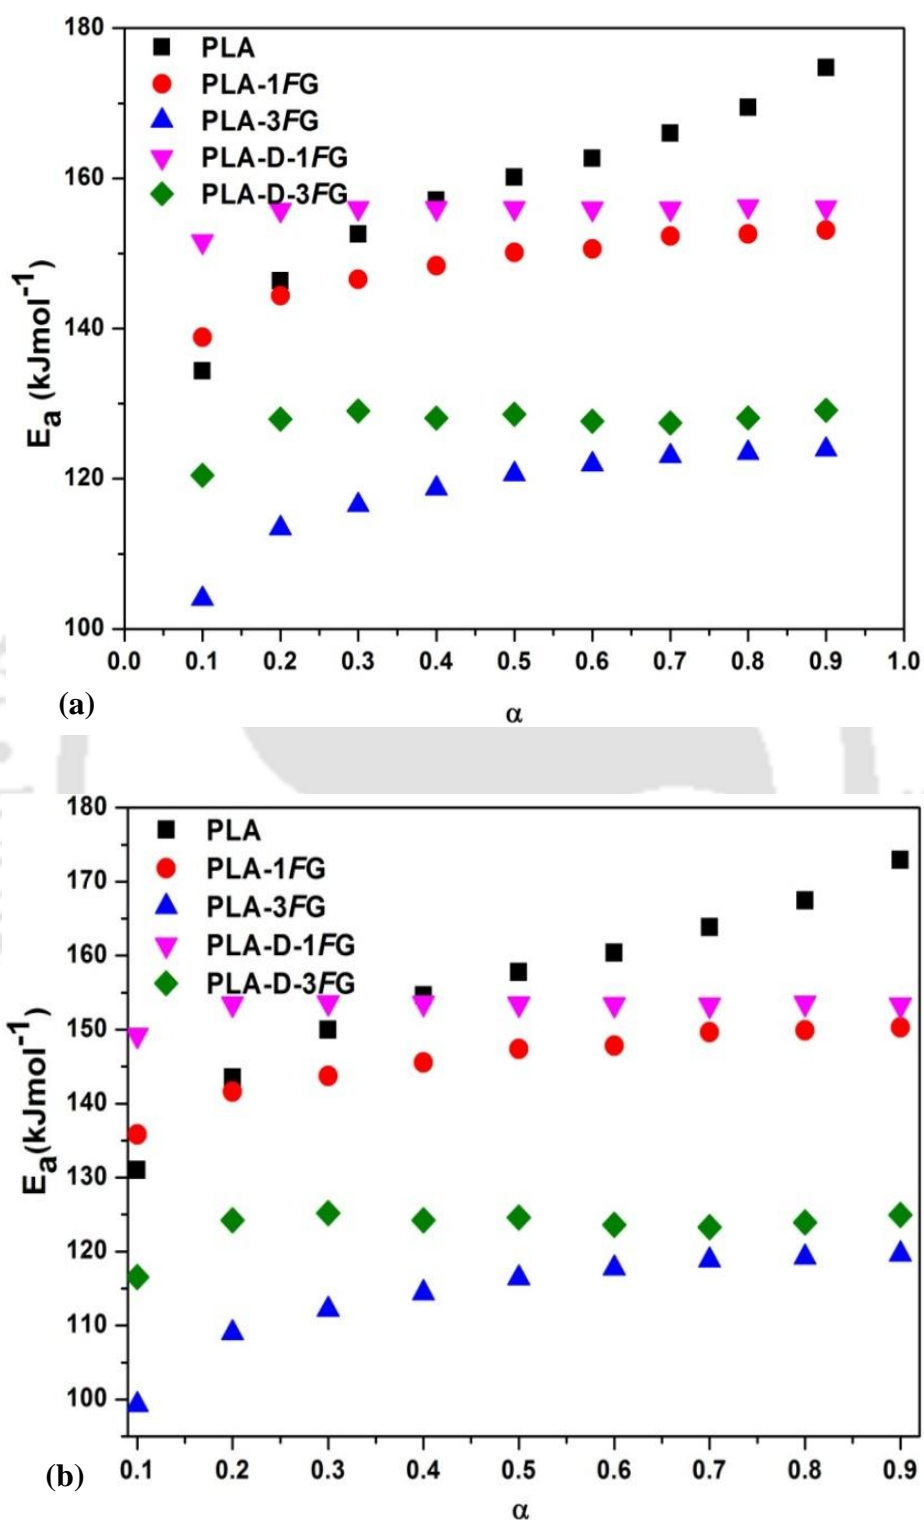 180
PLA
PLA-1FG
PLA-3FG
PLA-D-1FG
PLA-D-3FG
160
140
120
100
Ea (kJmol-1)
0.0 0.1 0.2 0.3 0.4 0.5 0.6 0.7 0.8 0.9 1.0
(a)
α
180
PLA
PLA-1FG
PLA-3FG
PLA-D-1FG
PLA-D-3FG
170
160
150
140
130
120
110
100
Ea(kJmol-1)
0.1 0.2 0.3 0.4 0.5 0.6 0.7 0.8 0.9
(b)
α